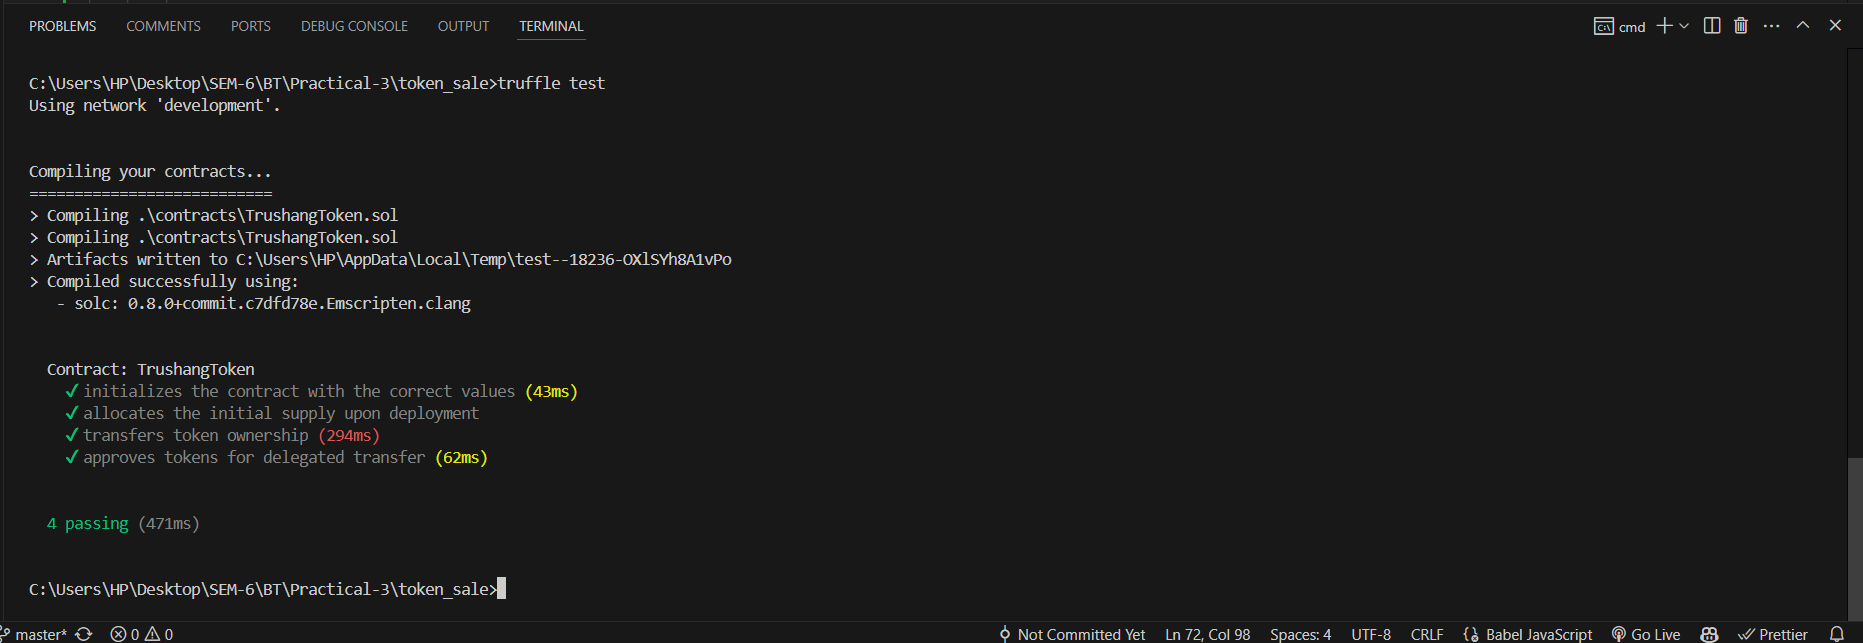 PROBLEMS COMMENTS PORTS DEBUG CONSOLE OUTPUT TERMINAL cmd
C:\Users\HP\Desktop\SEM-6\BT\Practical-3\token_sale>truffle test
Using network 'development'.
Compiling your contracts...
===========================
> Compiling .\contracts\TrushangToken.sol
> Compiling .\contracts\TrushangToken.sol
> Artifacts written to C:\Users\HP\AppData\Local\Temp\test--18236-OXlSYh8A1vPo
> Compiled successfully using:
- solc: 0.8.0+commit.c7dfd78e.Emscripten.clang
Contract: TrushangToken
✓ initializes the contract with the correct values (43ms)
✓ allocates the initial supply upon deployment
✓ transfers token ownership (294ms)
✓ approves tokens for delegated transfer (62ms)
4 passing (471ms)
C:\Users\HP\Desktop\SEM-6\BT\Practical-3\token_sale>
master* 0 0 Not Committed Yet Ln 72, Col 98 Spaces: 4 UTF-8 CRLF Babel JavaScript Go Live Prettier